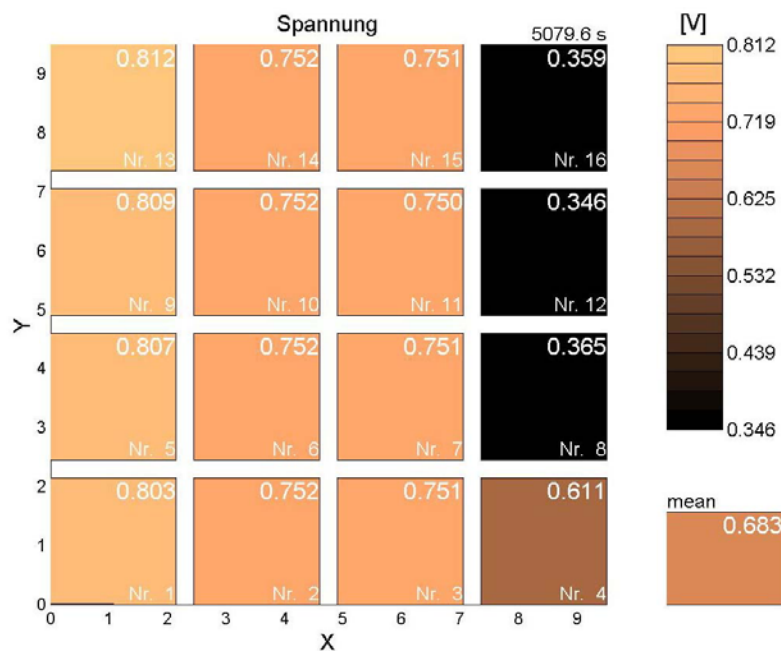 Spannung
5079.6 s
[V]
9
0.812
0.752
0.751
0.359
0.812
8
Nr. 13
Nr. 14
Nr. 15
Nr. 16
0.719
7
0.809
0.752
0.750
0.346
0.625
6
5
Nr. 9
Nr. 10
Nr. 11
Nr. 12
0.532
Y
4
0.807
0.752
0.751
0.365
0.439
3
Nr. 5
Nr. 6
Nr. 7
Nr. 8
0.346
2
0.803
0.752
0.751
0.611
mean
0.683
1
Nr. 1
Nr. 2
Nr. 3
Nr. 4
0
0 1 2 3 4 5 6 7 8 9
X